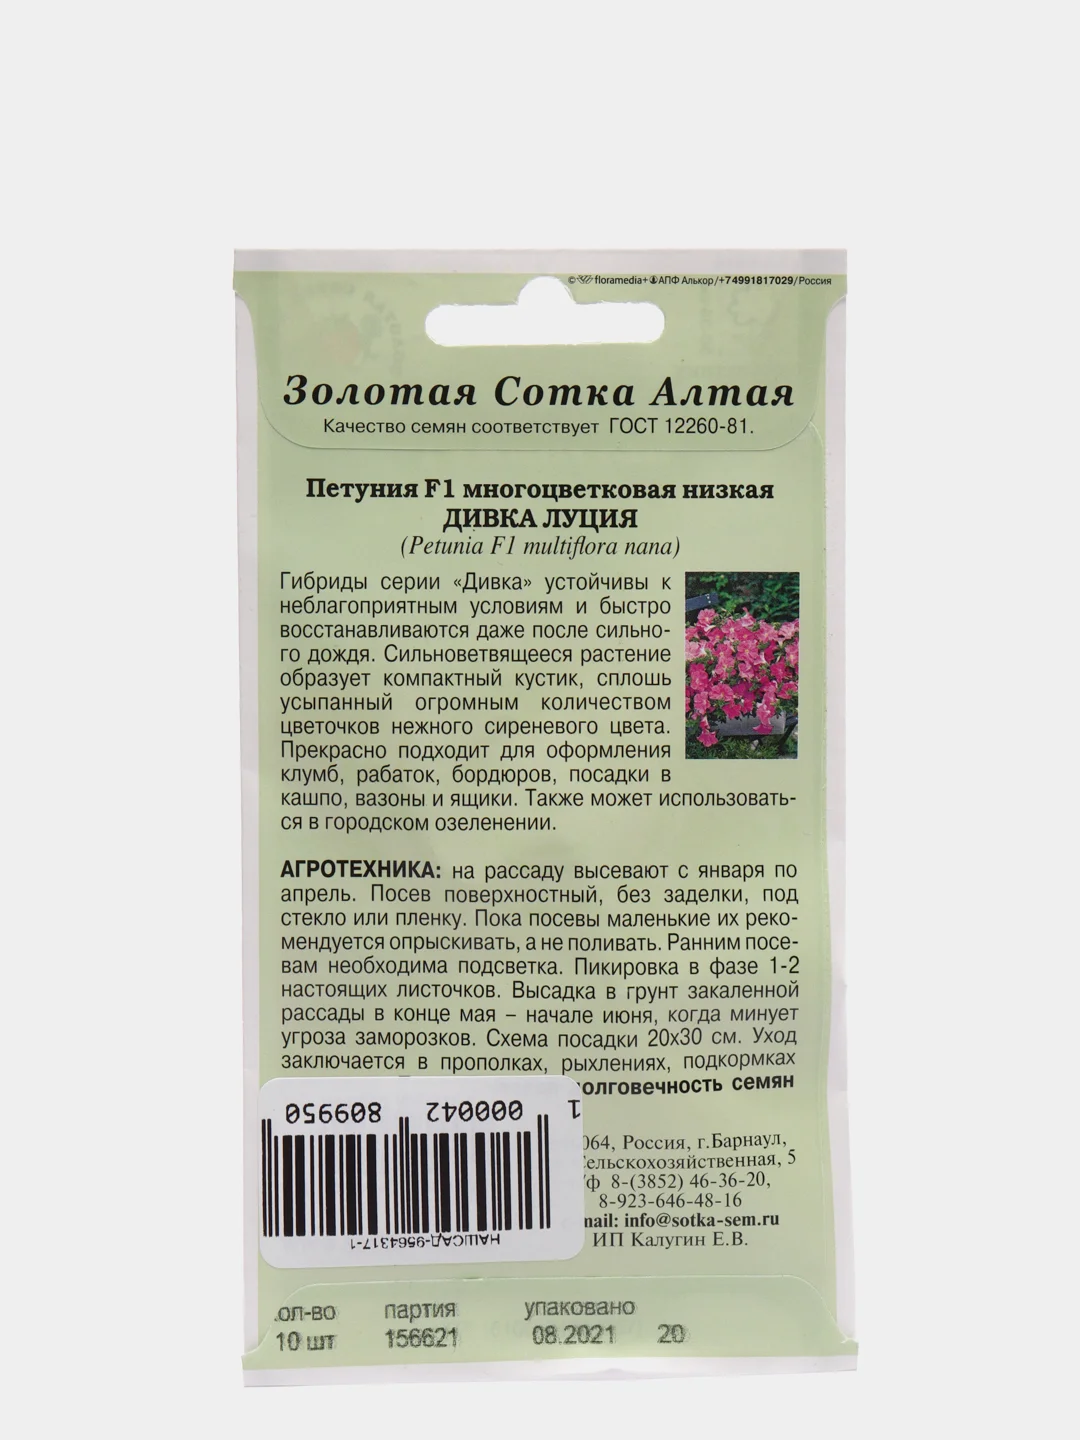 © floramedia+ АПФ Алькор/+74991817029/Россия
Золотая Сотка Алтая
Качество семян соответствует ГОСТ 12260-81.
Петуния F1 многоцветковая низкая
ДИВКА ЛУЦИЯ
(Petunia F1 multiflora nana)
Гибриды серии «Дивка» устойчивы к
неблагоприятным условиям и быстро
восстанавливаются даже после сильно-
го дождя. Сильноветвящееся растение
образует компактный кустик, сплошь
усыпанный огромным количеством
цветочков нежного сиреневого цвета.
Прекрасно подходит для оформления
клумб, рабаток, бордюров, посадки в
кашпо, вазоны и ящики. Также может использовать-
ся в городском озеленении.
АГРОТЕХНИКА: на рассаду высевают с января по
апрель. Посев поверхностный, без заделки, под
стекло или пленку. Пока посевы маленькие их реко-
мендуется опрыскивать, а не поливать. Ранним посе-
вам необходима подсветка. Пикировка в фазе 1-2
настоящих листочков. Высадка в грунт закаленной
рассады в конце мая – начале июня, когда минует
угроза заморозков. Схема посадки 20х30 см. Уход
заключается в прополках, рыхлениях, подкормках
олговечность семян
1 000042 809950
НАШСАД-9564317-1
064, Россия, г.Барнаул,
ельскохозяйственная, 5
ф 8-(3852) 46-36-20,
8-923-646-48-16
mail: info@sotka-sem.ru
ИП Калугин Е.В.
ол-во партия упаковано
10 шт 156621 08.2021 20